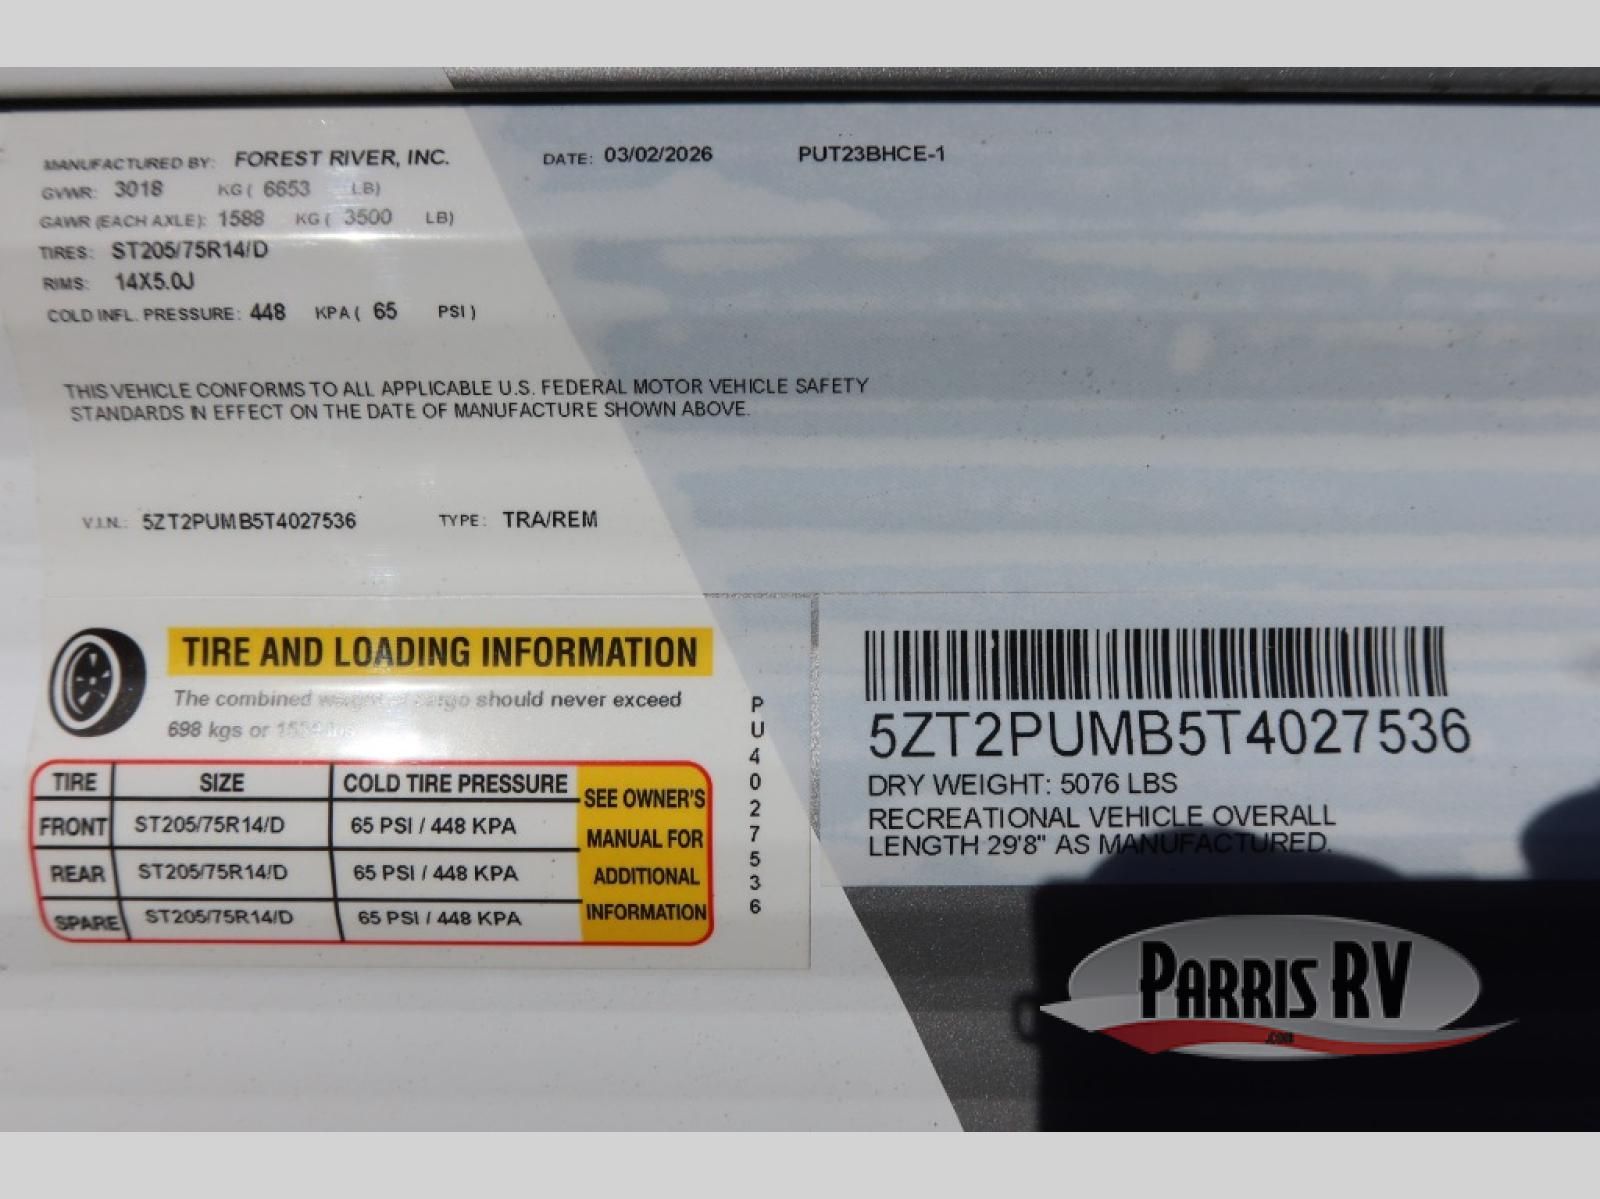 MANUFACTURED BY: FOREST RIVER, INC. DATE: 03/02/2026 PUT23BHCE-1
GVWR: 3018 KG ( 6653 LB)
GAWR (EACH AXLE): 1588 KG ( 3500 LB)
TIRES: ST205/75R14/D
RIMS: 14X5.0J
COLD INFL. PRESSURE: 448 KPA ( 65 PSI )
THIS VEHICLE CONFORMS TO ALL APPLICABLE U.S. FEDERAL MOTOR VEHICLE SAFETY
STANDARDS IN EFFECT ON THE DATE OF MANUFACTURE SHOWN ABOVE.
V.I.N.: 5ZT2PUMB5T4027536 TYPE: TRA/REM
TIRE AND LOADING INFORMATION
The combined weight of cargo should never exceed
698 kgs or
TIRE SIZE COLD TIRE PRESSURE
FRONT ST205/75R14/D 65 PSI / 448 KPA
REAR ST205/75R14/D 65 PSI / 448 KPA
SPARE ST205/75R14/D 65 PSI / 448 KPA
SEE OWNER'S
MANUAL FOR
ADDITIONAL
INFORMATION
PU4027536
5ZT2PUMB5T4027536
DRY WEIGHT: 5076 LBS
RECREATIONAL VEHICLE OVERALL
LENGTH 29'8" AS MANUFACTURED.
PARRIS RV
.COM